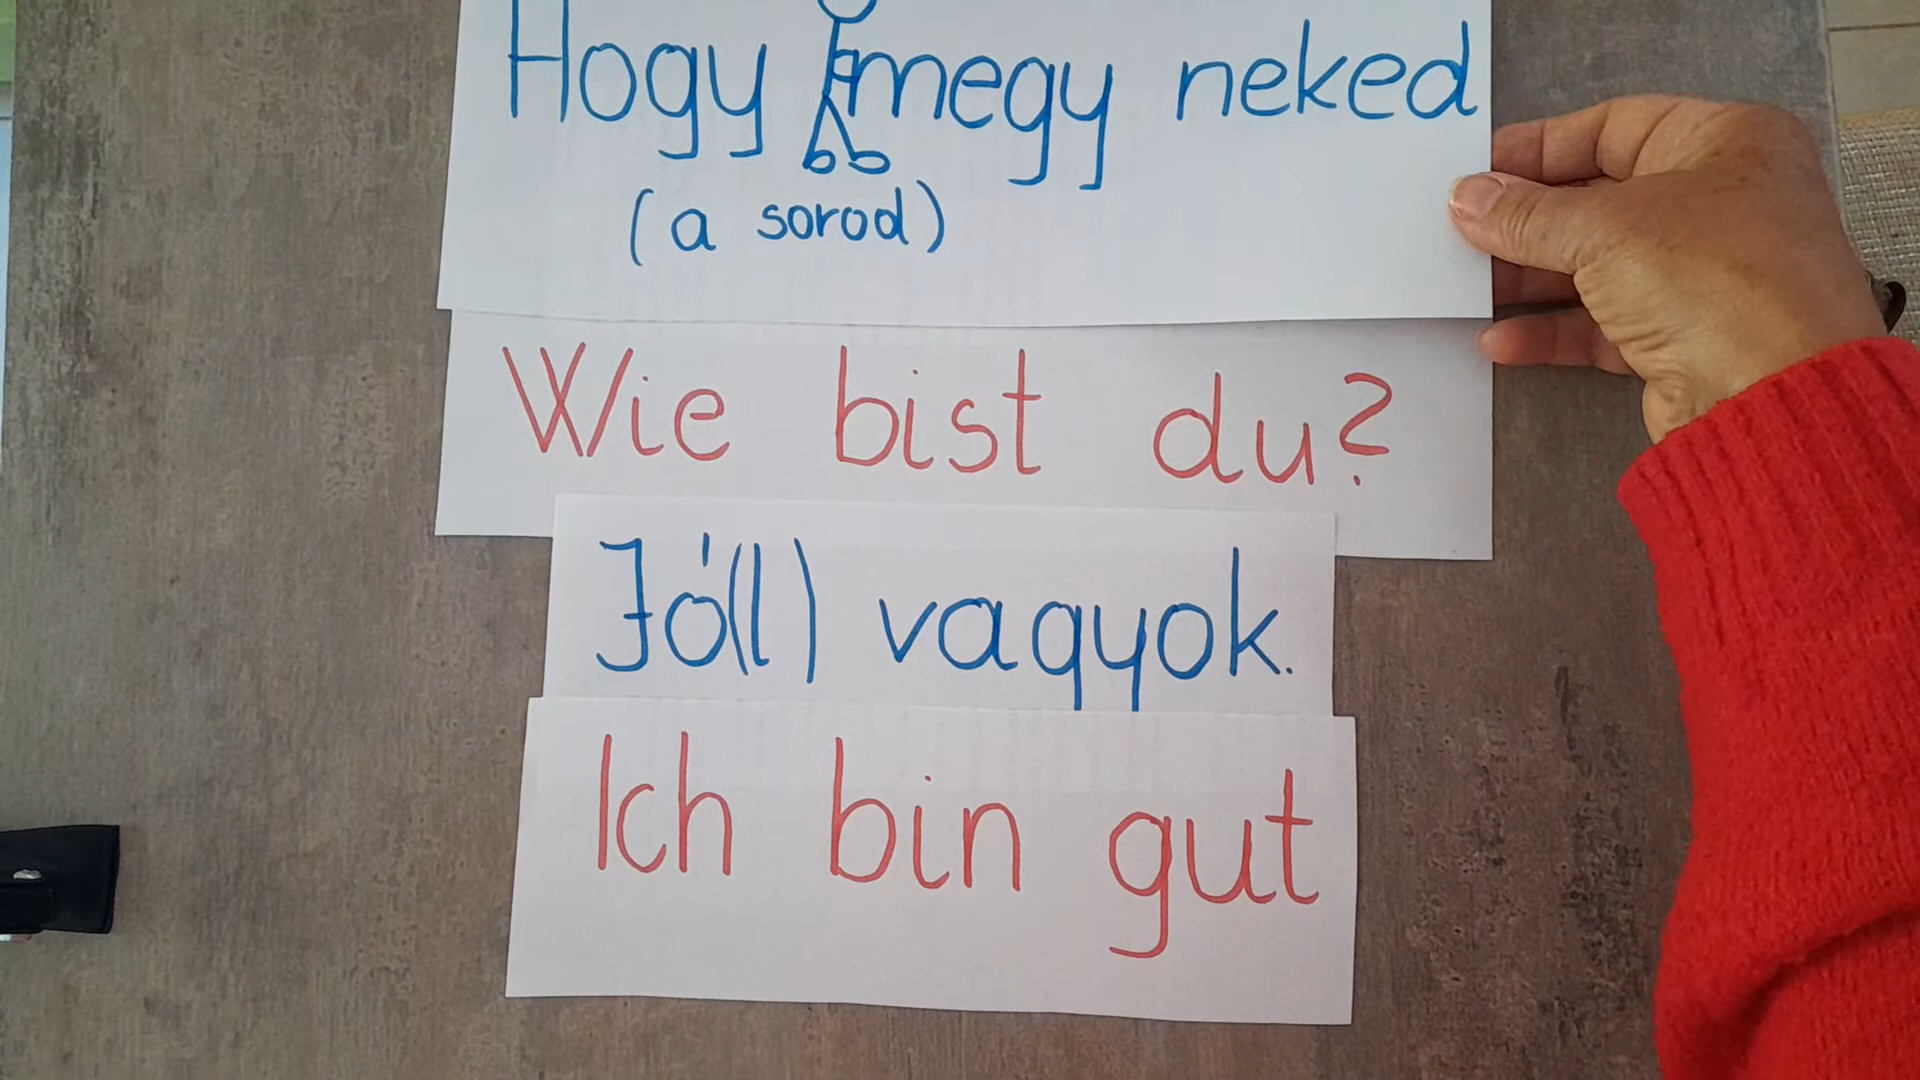 Hogy megy neked
(a sorod)
Wie bist du?
Jó(l) vagyok.
Ich bin gut